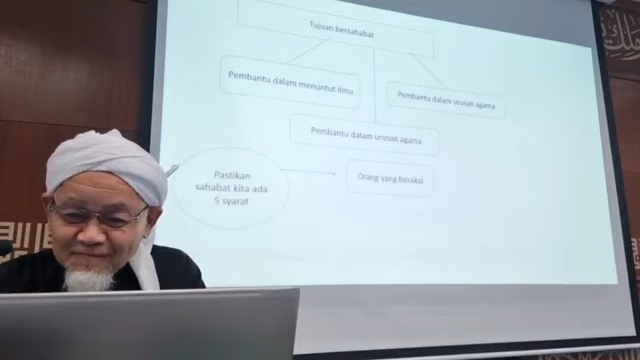 Tujuan bersahabat
Pembantu dalam menuntut ilmu
Pembantu dalam urusan agama
Pembantu dalam urusan agama
Pastikan
sahabat kita ada
5 syarat
Orang yang berakal